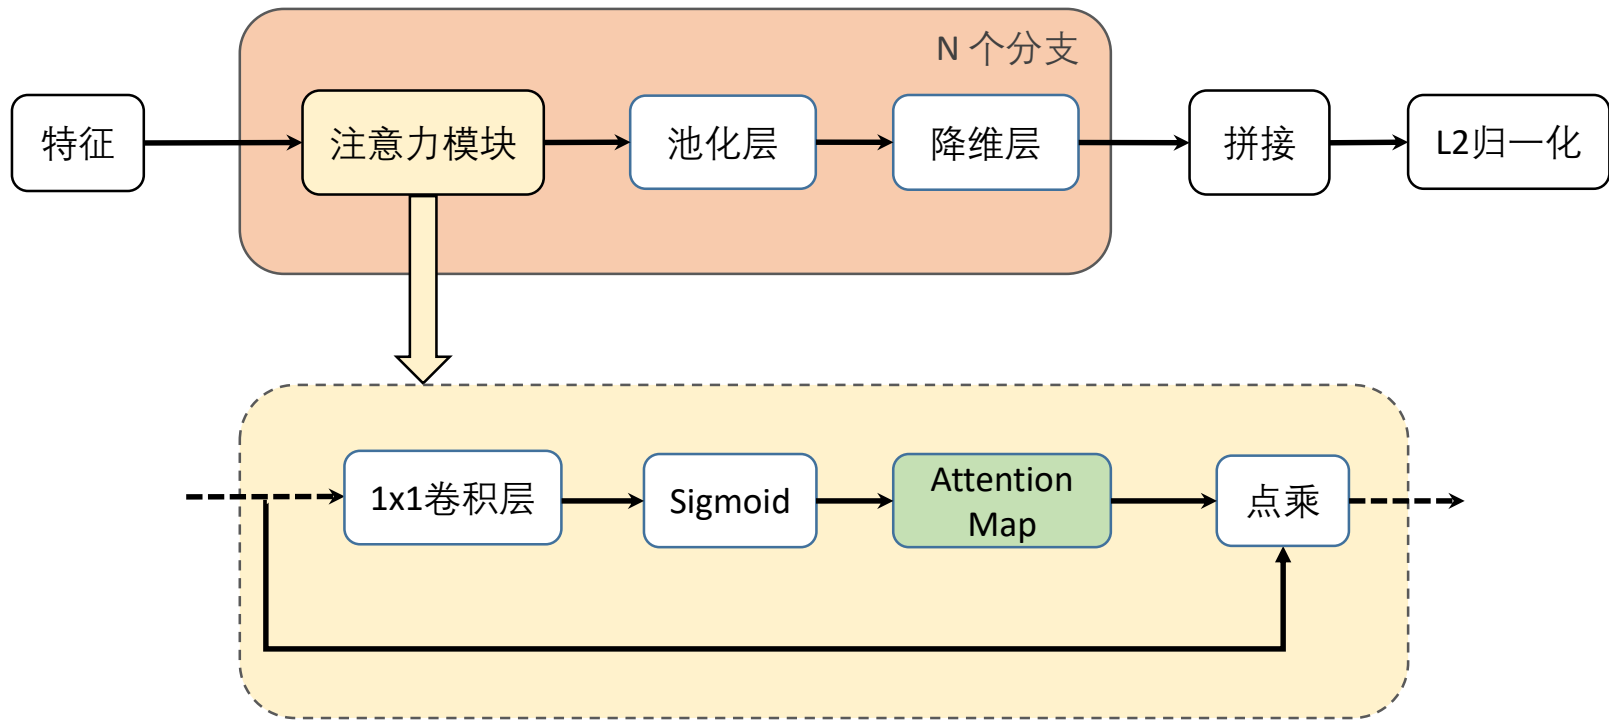 N 个分支
特征
注意力模块
池化层
降维层
拼接
L2归一化
1x1卷积层
Sigmoid
Attention
Map
点乘